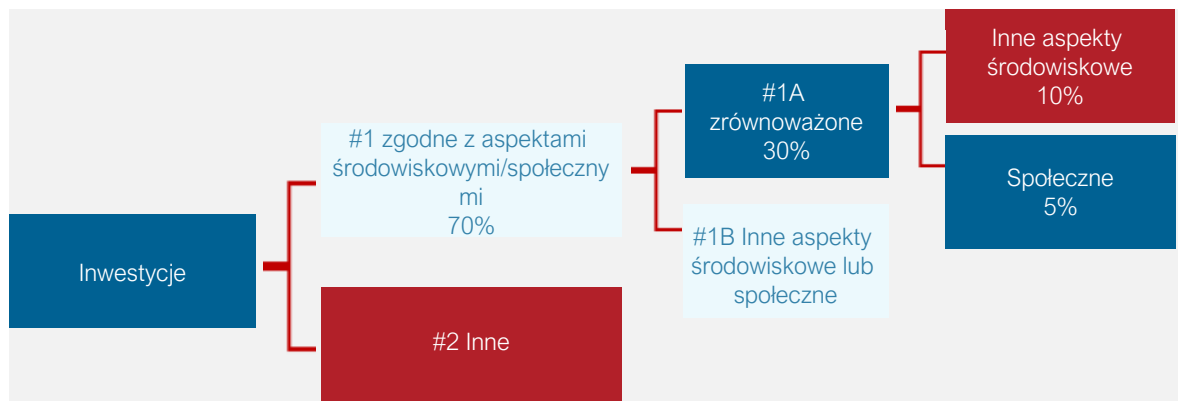 Inwestycje
#1 zgodne z aspektami
środowiskowymi/społeczny
mi
70%
#2 Inne
#1A
zrównoważone
30%
#1B Inne aspekty
środowiskowe lub
społeczne
Inne aspekty
środowiskowe
10%
Społeczne
5%